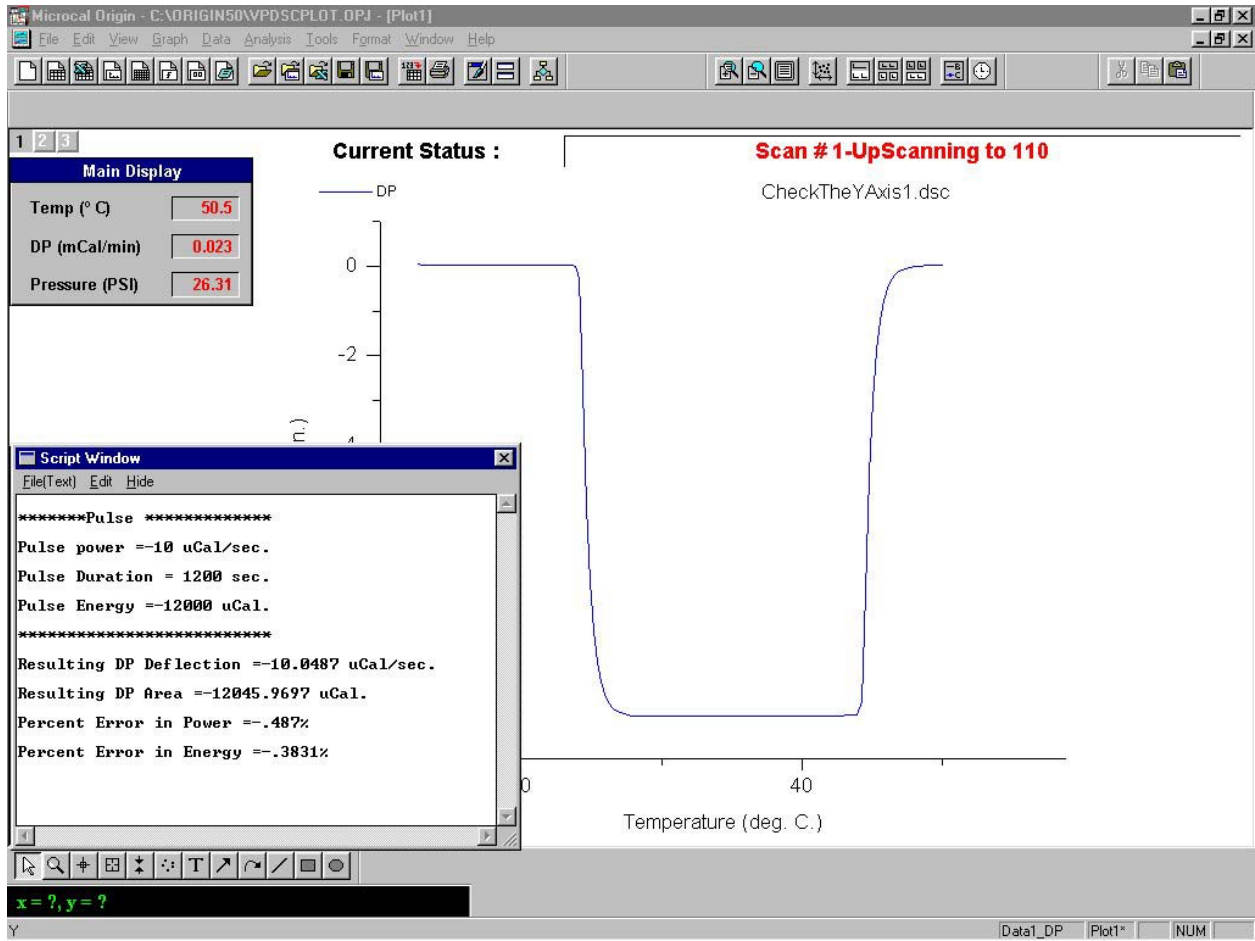 Microcal Origin - C:\ORIGIN50\VPDSCPLOT.OPJ - [Plot1]
File Edit View Graph Data Analysis Tools Format Window Help
1 2 3
Main Display
Temp (º C) 50.5
DP (mCal/min) 0.023
Pressure (PSI) 26.31
Current Status :
Scan # 1-UpScanning to 110
DP
CheckTheYAxis1.dsc
0
-2
n.)
40
Temperature (deg. C.)
Script Window
File(Text) Edit Hide
*******Pulse *************
Pulse power =-10 uCal/sec.
Pulse Duration = 1200 sec.
Pulse Energy =-12000 uCal.
**************************
Resulting DP Deflection =-10.0487 uCal/sec.
Resulting DP Area =-12045.9697 uCal.
Percent Error in Power =-.487%
Percent Error in Energy =-.3831%
T
x = ?, y = ?
Y
Data1_DP Plot1* NUM